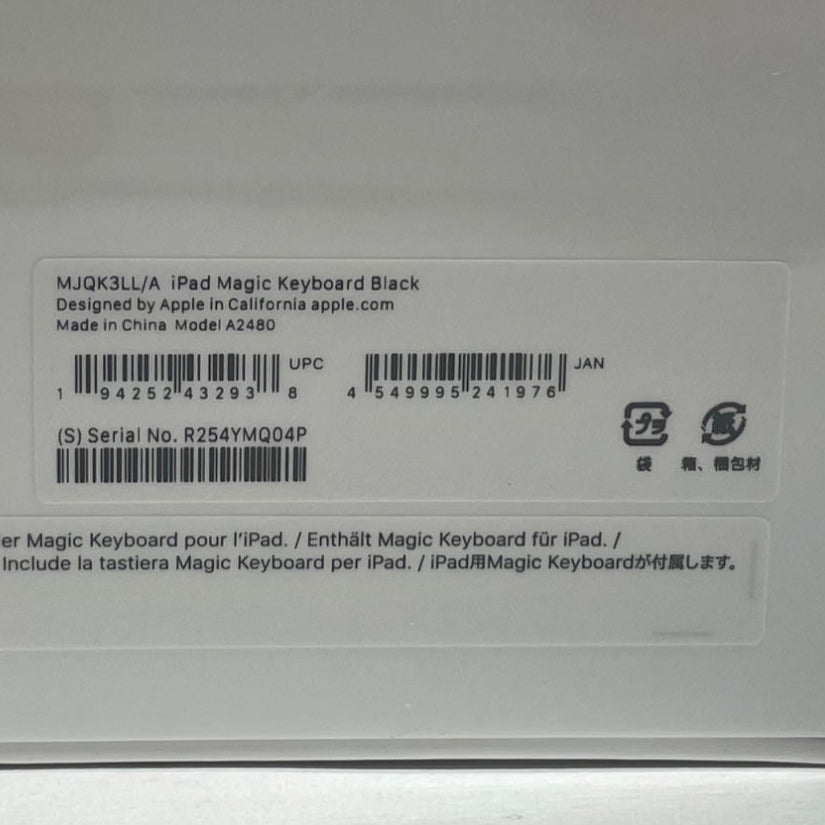 MJQK3LL/A iPad Magic Keyboard Black
Designed by Apple in California apple.com
Made in China Model A2480
UPC
1 94252 43293 8
JAN
4 549995 241976
(S) Serial No. R254YMQ04P
プラ
紙
袋
箱、梱包材
er Magic Keyboard pour l’iPad. / Enthält Magic Keyboard für iPad. /
Include la tastiera Magic Keyboard per iPad. / iPad用Magic Keyboardが付属します。